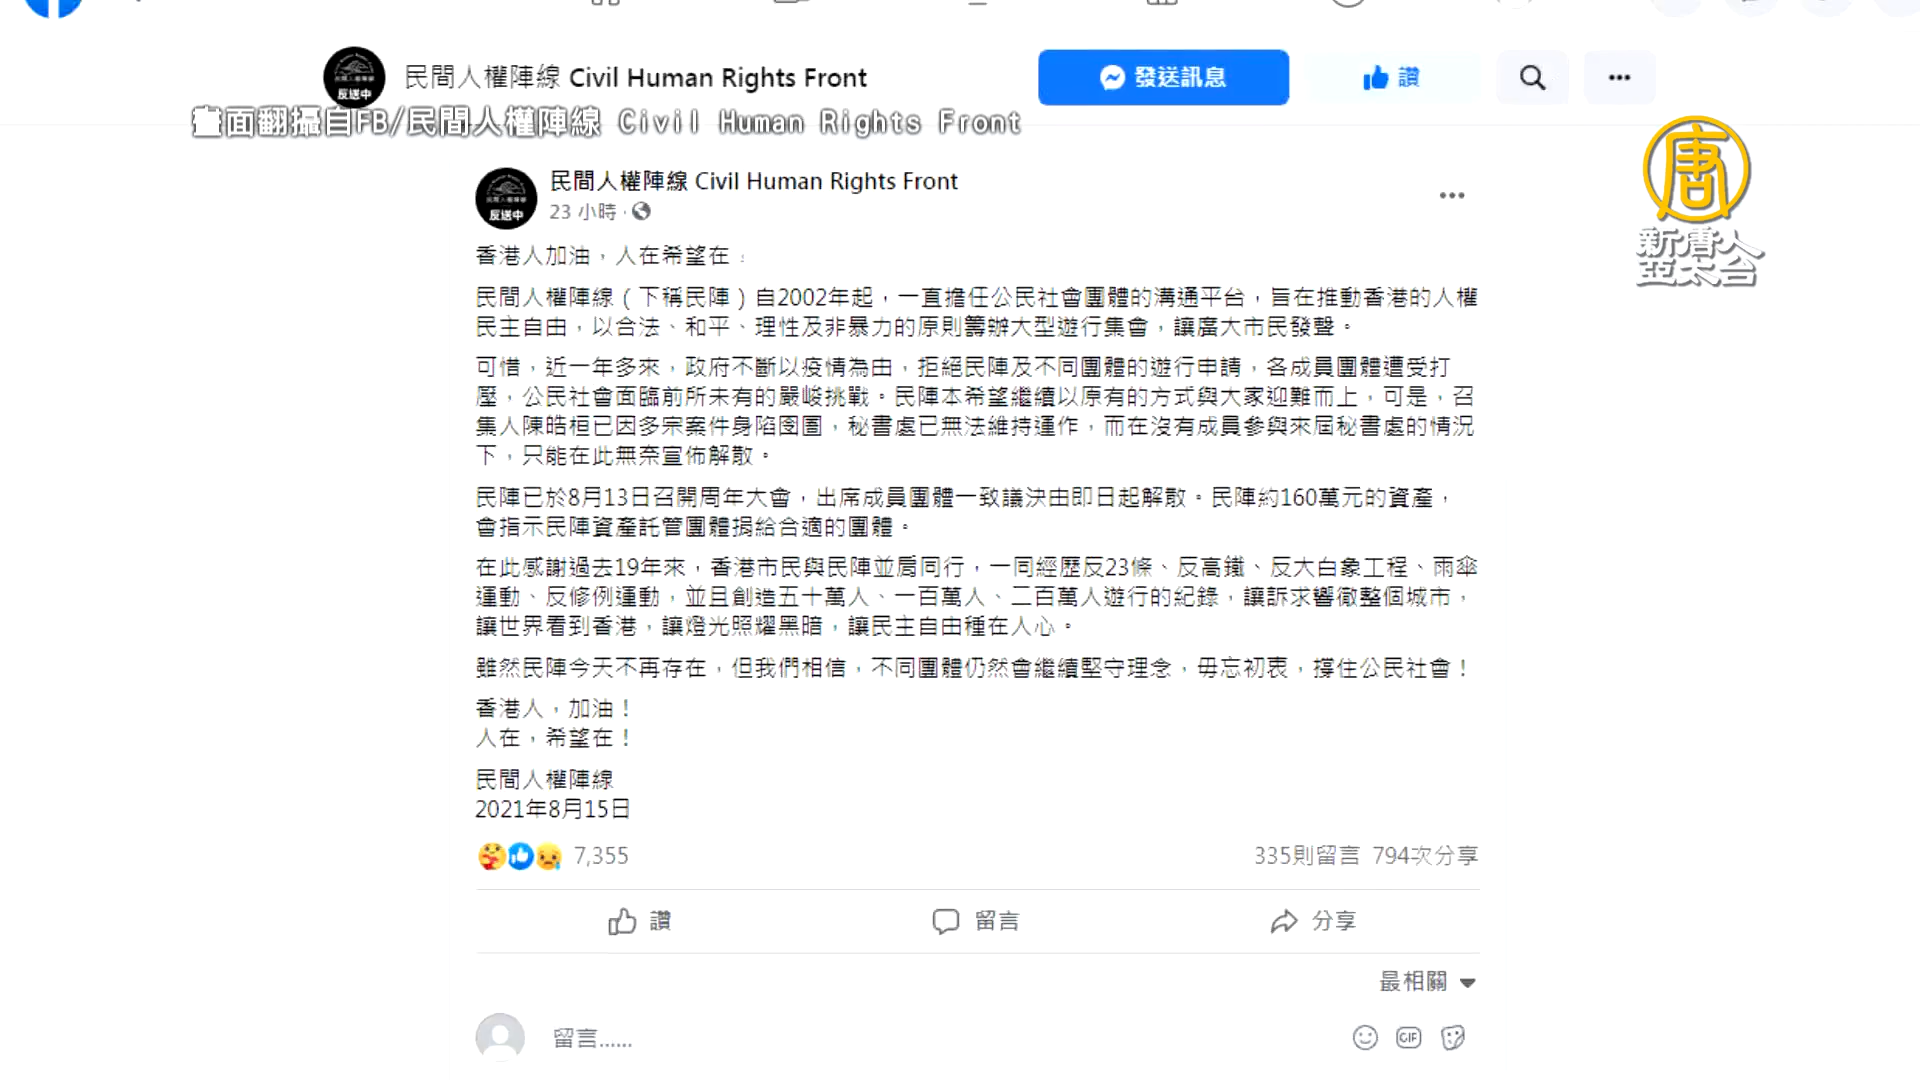 民間人權陣線 Civil Human Rights Front
發送訊息
讚
反送中
畫面翻攝自FB/民間人權陣線 Civil Human Rights Front
唐
新唐人
亞太台
民間人權陣線 Civil Human Rights Front
23 小時
反送中
香港人加油，人在希望在：
民間人權陣線（下稱民陣）自2002年起，一直擔任公民社會團體的溝通平台，旨在推動香港的人權
民主自由，以合法、和平、理性及非暴力的原則籌辦大型遊行集會，讓廣大市民發聲。
可惜，近一年多來，政府不斷以疫情為由，拒絕民陣及不同團體的遊行申請，各成員團體遭受打
壓，公民社會面臨前所未有的嚴峻挑戰。民陣本希望繼續以原有的方式與大家迎難而上，可是，召
集人陳皓桓已因多宗案件身陷囹圄，秘書處已無法維持運作，而在沒有成員參與來屆秘書處的情況
下，只能在此無奈宣佈解散。
民陣已於8月13日召開周年大會，出席成員團體一致議決由即日起解散。民陣約160萬元的資產，
會指示民陣資產託管團體捐給合適的團體。
在此感謝過去19年來，香港市民與民陣並肩同行，一同經歷反23條、反高鐵、反大白象工程、雨傘
運動、反修例運動，並且創造五十萬人、一百萬人、二百萬人遊行的紀錄，讓訴求響徹整個城市，
讓世界看到香港，讓燈光照耀黑暗，讓民主自由種在人心。
雖然民陣今天不再存在，但我們相信，不同團體仍然會繼續堅守理念，毋忘初衷，撐住公民社會！
香港人，加油！
人在，希望在！
民間人權陣線
2021年8月15日
7,355
335則留言 794次分享
讚
留言
分享
最相關
留言......
GIF